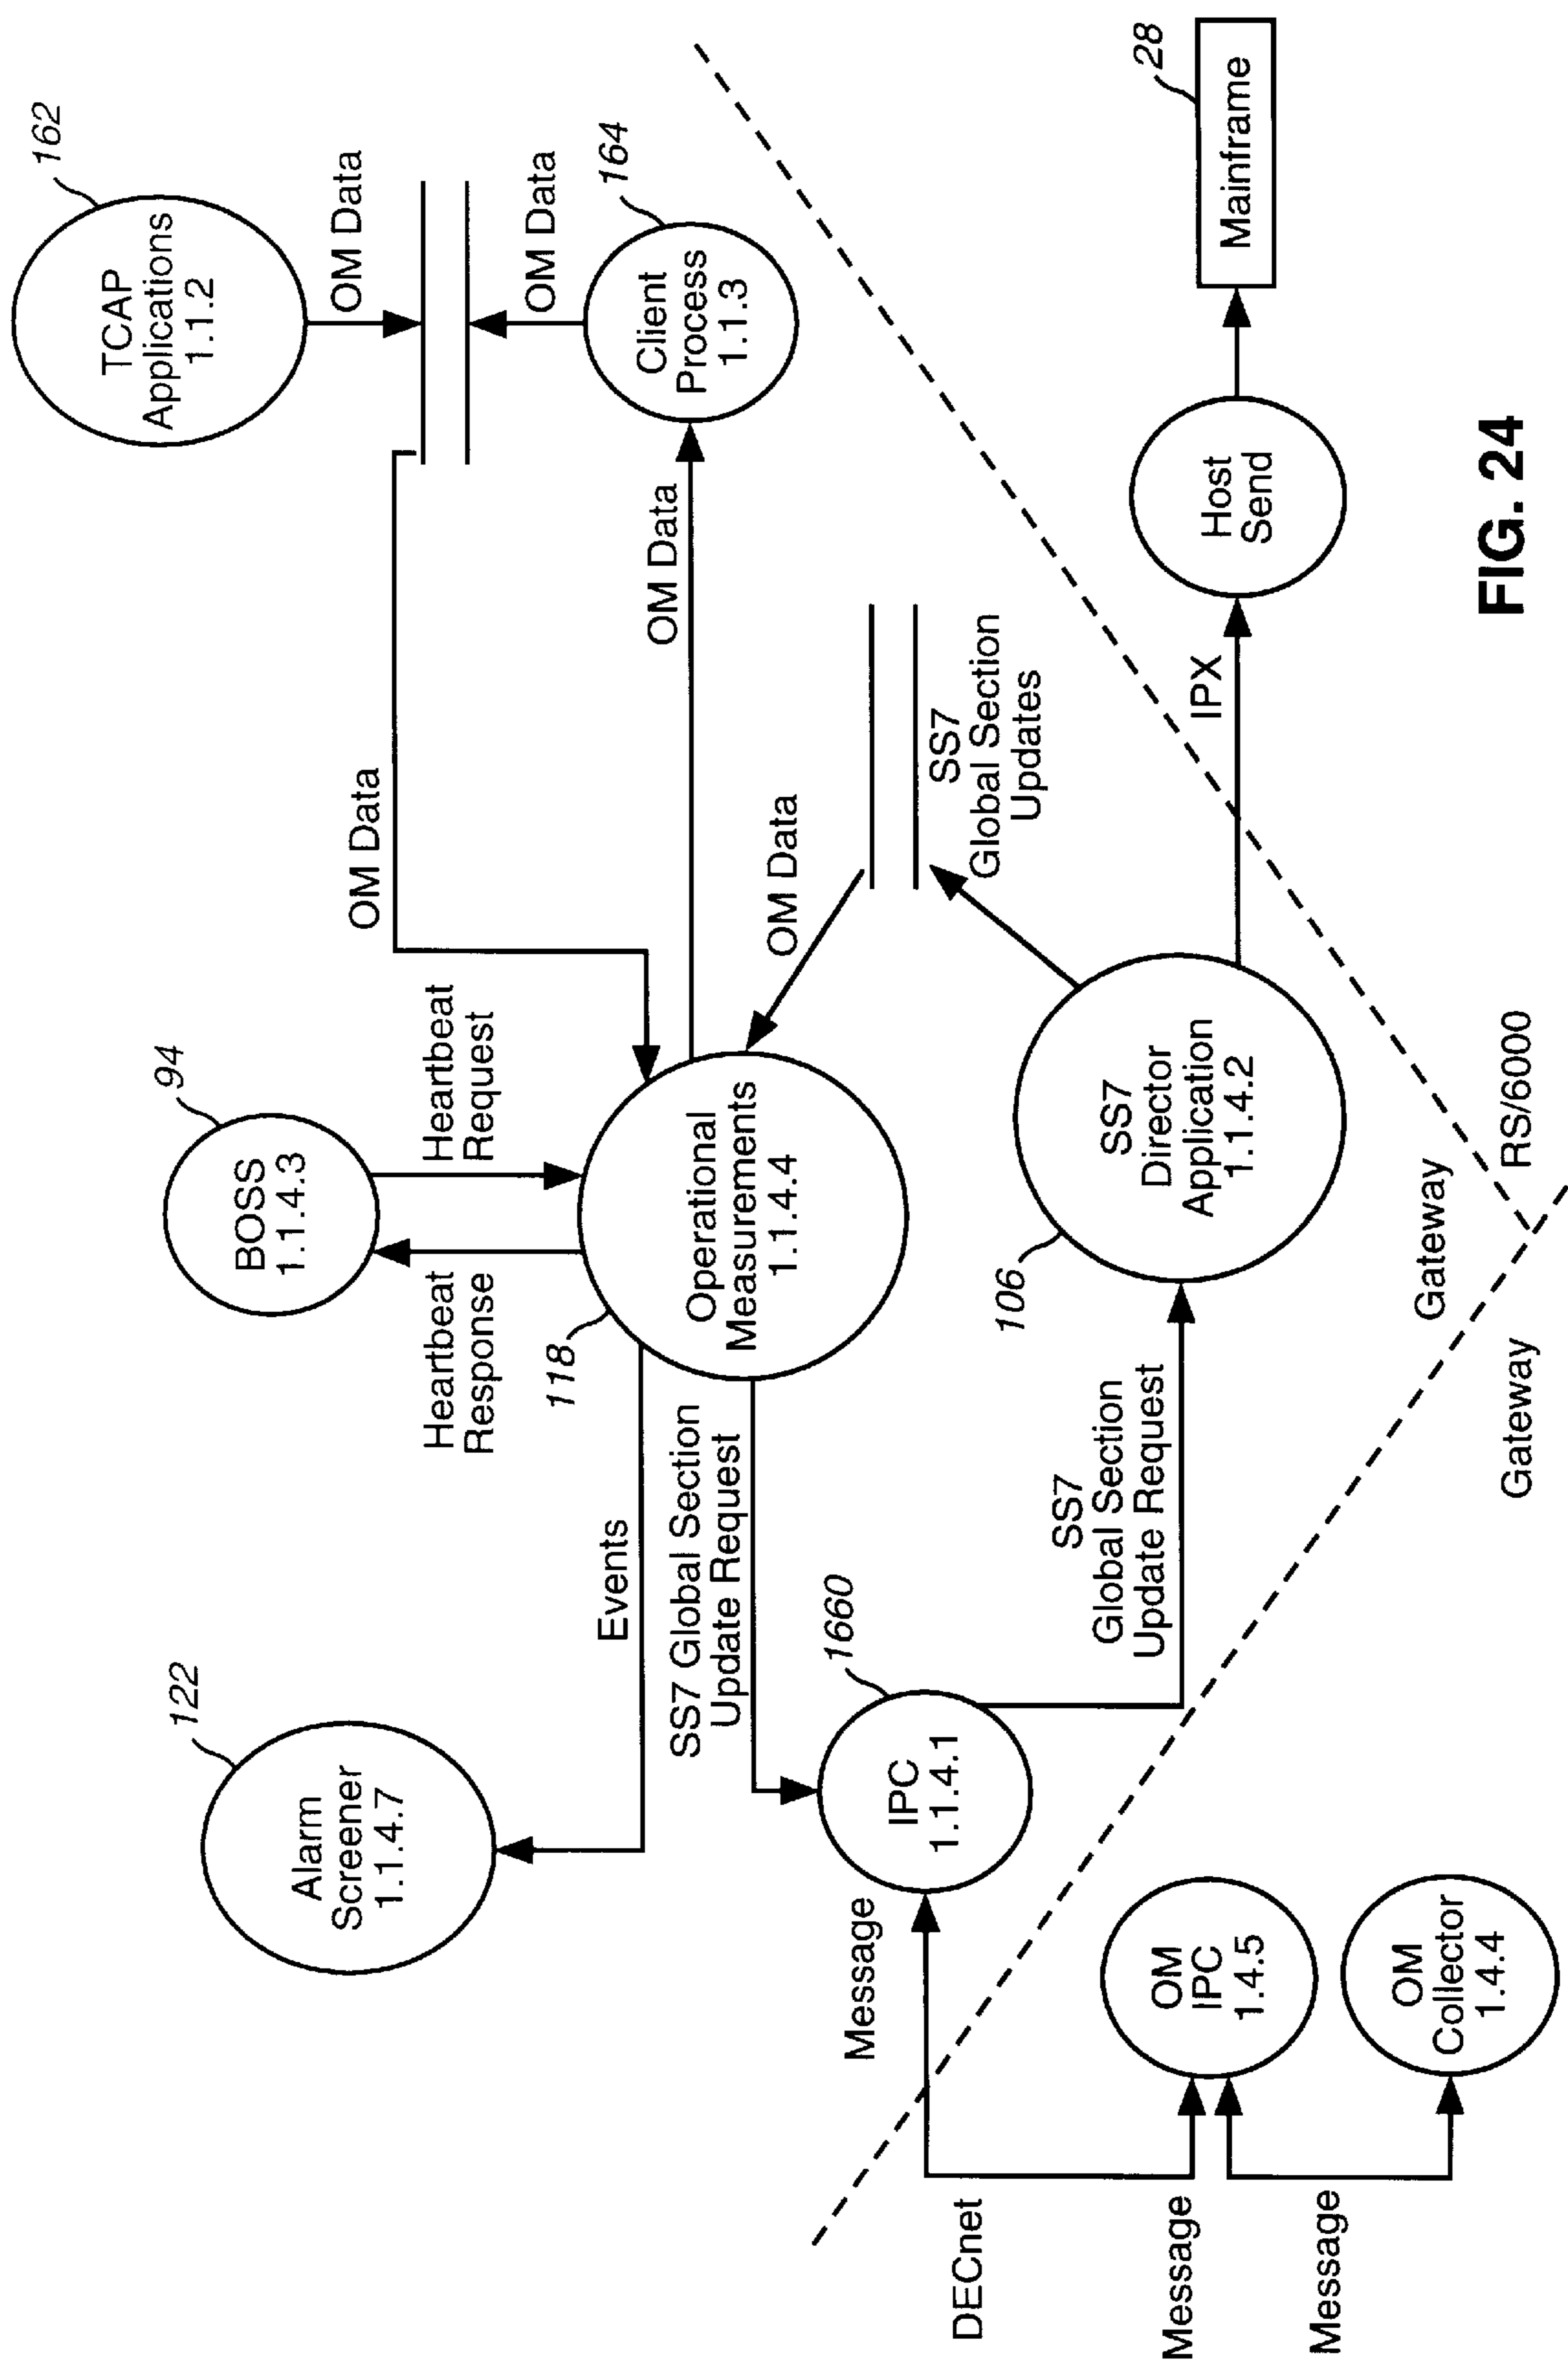 122
Alarm
Screener
1.1.4.7
94
BOSS
1.1.4.3
162
TCAP
Applications
1.1.2
Heartbeat
Response
Heartbeat
Request
OM Data
OM Data
OM Data
Events
118
Operational
Measurements
1.1.4.4
OM Data
164
Client
Process
1.1.3
SS7 Global Section
Update Request
OM Data
1660
IPC
1.1.4.1
Message
SS7
Global Section
Updates
SS7
Global Section
Update Request
106
SS7
Director
Application
1.1.4.2
IPX
Host
Send
28
Mainframe
DECnet
Message
OM
IPC
1.4.5
Message
OM
Collector
1.4.4
Gateway
Gateway
RS/6000
FIG. 24